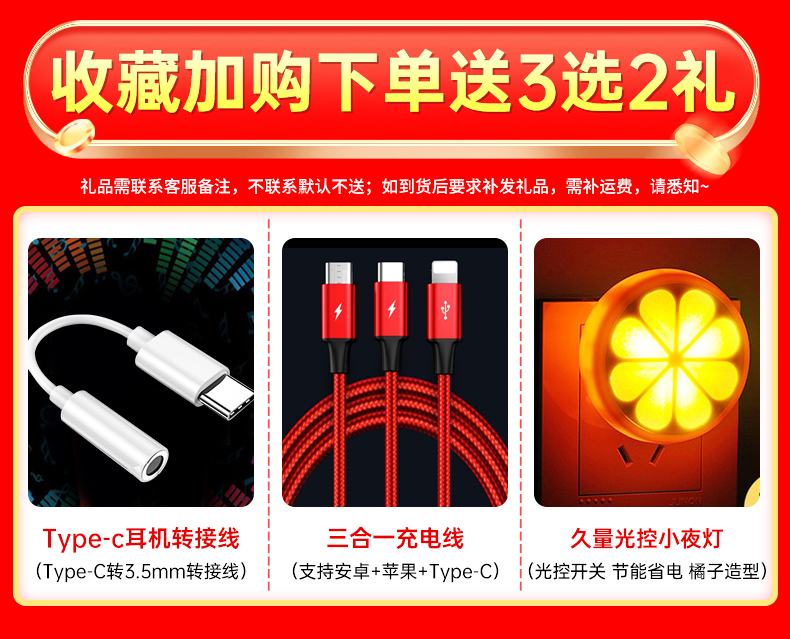 收藏加购下单送3选2礼
礼品需联系客服备注，不联系默认不送；如到货后要求补发礼品，需补运费，请悉知~
Type-c耳机转接线
（Type-C转3.5mm转接线）
三合一充电线
（支持安卓+苹果+Type-C）
久量光控小夜灯
（光控开关 节能省电 橘子造型）